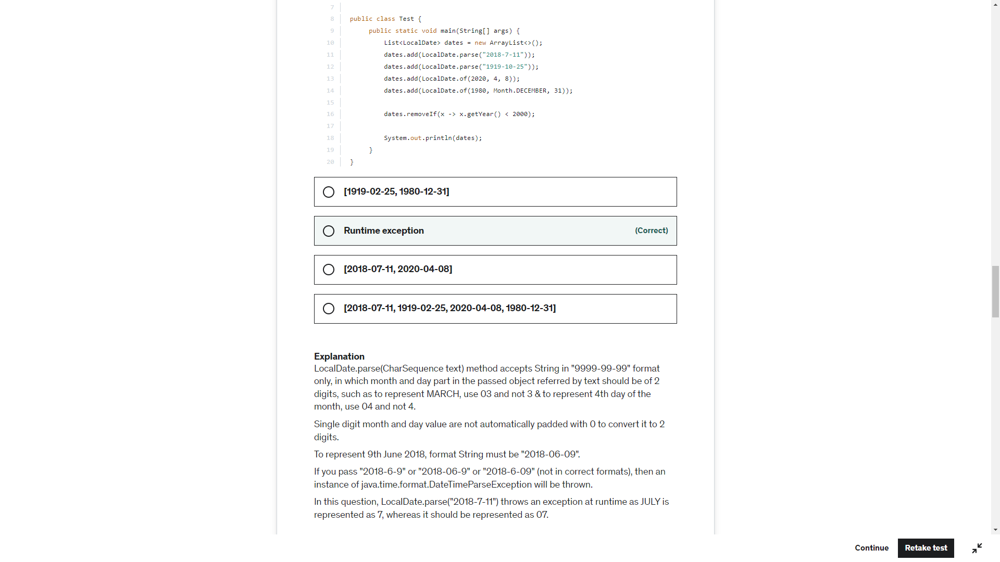 7
8 public class Test {
9 public static void main(String[] args) {
10 List<LocalDate> dates = new ArrayList<>();
11 dates.add(LocalDate.parse("2018-7-11"));
12 dates.add(LocalDate.parse("1919-10-25"));
13 dates.add(LocalDate.of(2020, 4, 8));
14 dates.add(LocalDate.of(1980, Month.DECEMBER, 31));
15
16 dates.removeIf(x -> x.getYear() < 2000);
17
18 System.out.println(dates);
19 }
20 }
[1919-02-25, 1980-12-31]
Runtime exception (Correct)
[2018-07-11, 2020-04-08]
[2018-07-11, 1919-02-25, 2020-04-08, 1980-12-31]
Explanation
LocalDate.parse(CharSequence text) method accepts String in "9999-99-99" format
only, in which month and day part in the passed object referred by text should be of 2
digits, such as to represent MARCH, use 03 and not 3 & to represent 4th day of the
month, use 04 and not 4.
Single digit month and day value are not automatically padded with 0 to convert it to 2
digits.
To represent 9th June 2018, format String must be "2018-06-09".
If you pass "2018-6-9" or "2018-06-9" or "2018-6-09" (not in correct formats), then an
instance of java.time.format.DateTimeParseException will be thrown.
In this question, LocalDate.parse("2018-7-11") throws an exception at runtime as JULY is
represented as 7, whereas it should be represented as 07.
Continue Retake test